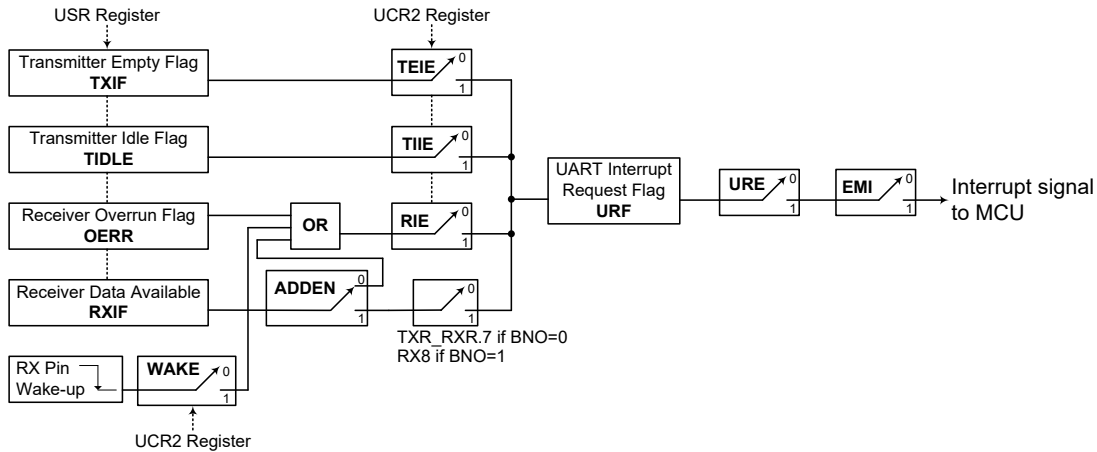 USR Register
UCR2 Register
Transmitter Empty Flag
TXIF
TEIE
0
1
Transmitter Idle Flag
TIDLE
TIIE
0
1
UART Interrupt
Request Flag
URF
URE
0
1
EMI
0
1
Interrupt signal
to MCU
Receiver Overrun Flag
OERR
OR
RIE
0
1
Receiver Data Available
RXIF
ADDEN
0
1
0
1
TXR_RXR.7 if BNO=0
RX8 if BNO=1
RX Pin
Wake-up
WAKE
0
1
UCR2 Register